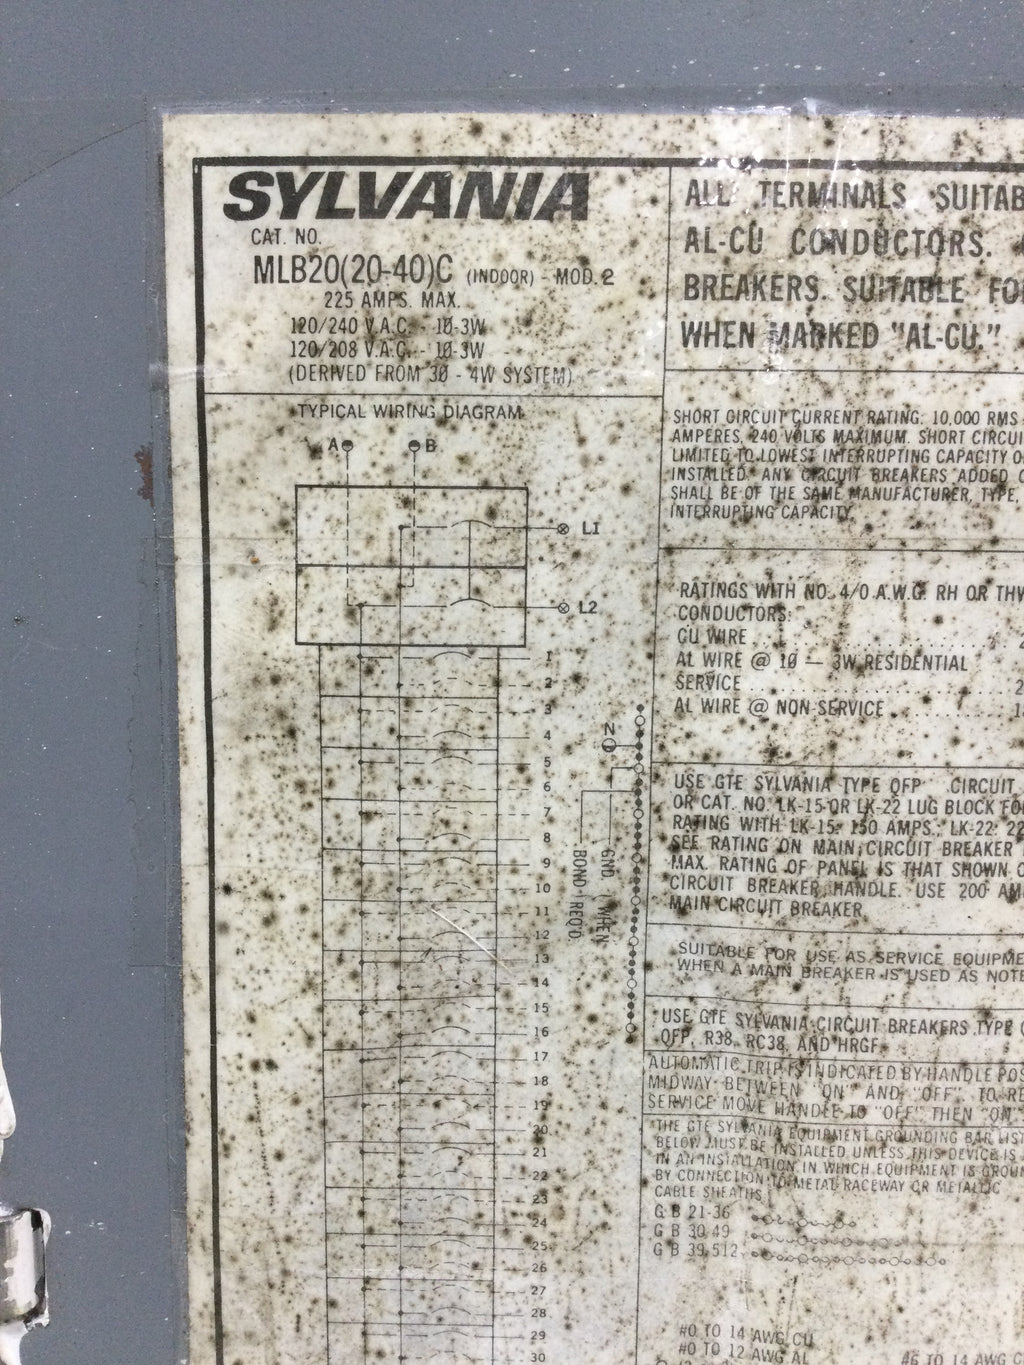 SYLVANIA
CAT. NO.
MLB20(20-40)C (INDOOR) MOD. 2
225 AMPS. MAX.
120/240 V.A.C. - 1Ø-3W
120/208 V.A.C. - 1Ø-3W
(DERIVED FROM 3Ø - 4W SYSTEM)
TYPICAL WIRING DIAGRAM
A B
L1
L2
1
2
3
4
5
6
7
8
9
10
11
12
13
14
15
16
17
18
19
20
21
22
23
24
25
26
27
28
29
30
N
GND. (WHEN
BOND REQ'D.
ALL TERMINALS SUITAB
AL-CU CONDUCTORS.
BREAKERS SUITABLE FO
WHEN MARKED "AL-CU."
SHORT CIRCUIT CURRENT RATING: 10,000 RMS
AMPERES, 240 VOLTS MAXIMUM. SHORT CIRCUI
LIMITED TO LOWEST INTERRUPTING CAPACITY O
INSTALLED. ANY CIRCUIT BREAKERS ADDED
SHALL BE OF THE SAME MANUFACTURER, TYPE,
INTERRUPTING CAPACITY.
RATINGS WITH NO. 4/0 A.W.G. RH OR THW
CONDUCTORS:
CU WIRE
AL WIRE @ 1Ø — 3W RESIDENTIAL
SERVICE 2
AL WIRE @ NON-SERVICE 1
USE GTE SYLVANIA TYPE QFP CIRCUIT
OR CAT. NO. LK-15 OR LK-22 LUG BLOCK FO
RATING WITH LK-15: 150 AMPS.; LK-22: 22
SEE RATING ON MAIN CIRCUIT BREAKER
MAX. RATING OF PANEL IS THAT SHOWN O
CIRCUIT BREAKER HANDLE. USE 200 AM
MAIN CIRCUIT BREAKER.
SUITABLE FOR USE AS SERVICE EQUIPME
WHEN A MAIN BREAKER IS USED AS NOTE
USE GTE SYLVANIA CIRCUIT BREAKERS TYPE
QFP, R38, RC38, AND HRGF.
AUTOMATIC TRIP IS INDICATED BY HANDLE POS
MIDWAY BETWEEN "ON" AND "OFF". TO RE
SERVICE MOVE HANDLE TO "OFF" THEN "ON"
THE GTE SYLVANIA EQUIPMENT GROUNDING BAR LIST
BELOW MUST BE INSTALLED UNLESS THIS DEVICE IS
IN AN INSTALLATION IN WHICH EQUIPMENT IS GROUN
BY CONNECTION TO METAL RACEWAY OR METALLIC
CABLE SHEATHS
G B 21-36
G B 30,49
G B 39,512
#0 TO 14 AWG CU
#0 TO 12 AWG AL